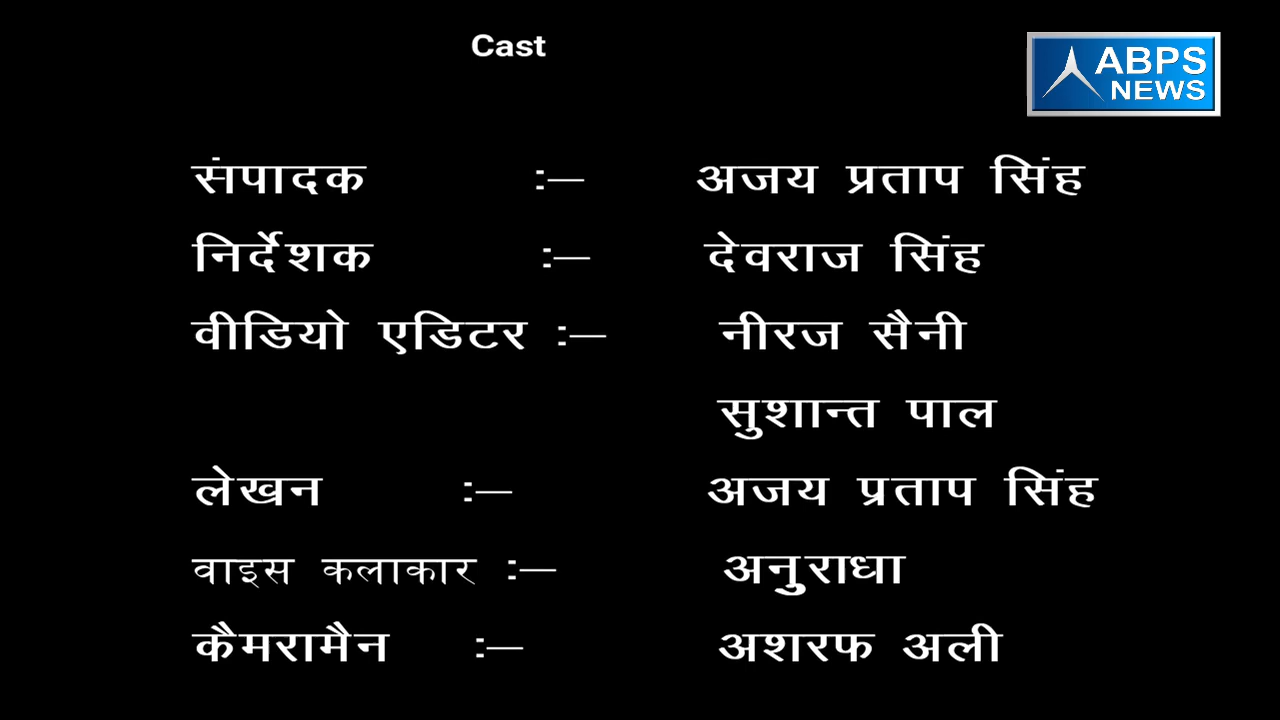 Cast
ABPS
NEWS
संपादक :— अजय प्रताप सिंह
निर्देशक :— देवराज सिंह
वीडियो एडिटर :— नीरज सैनी
सुशान्त पाल
लेखन :— अजय प्रताप सिंह
वाइस कलाकार :— अनुराधा
कैमरामैन :— अशरफ अली